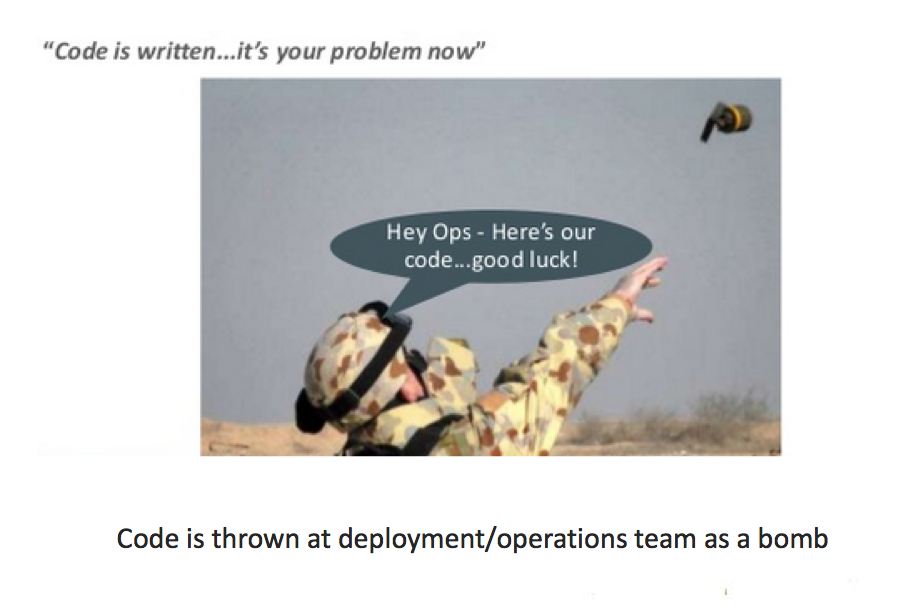 “Code is written...it’s your problem now”
Hey Ops - Here’s our
code...good luck!
Code is thrown at deployment/operations team as a bomb